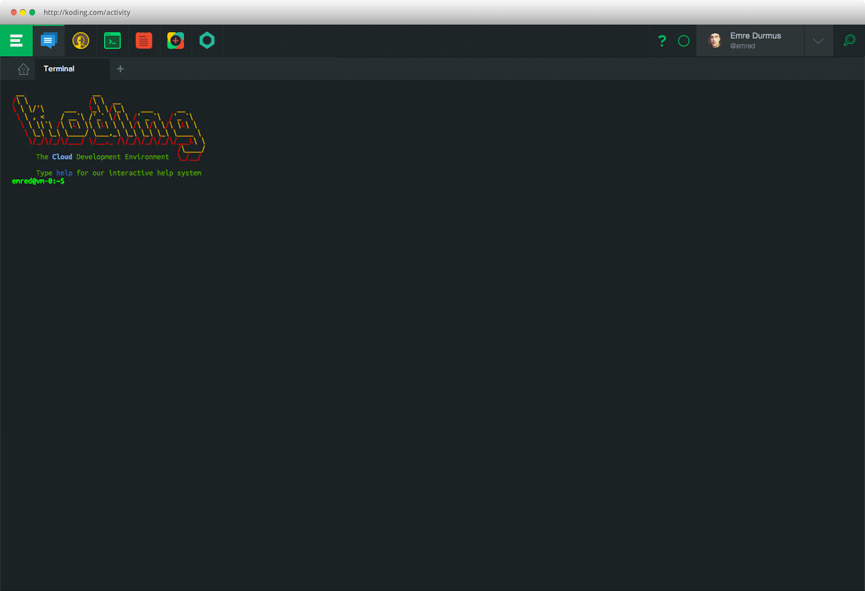 http://koding.com/activity
?
Emre Durmus
@emred
Terminal
+
Koding
The Cloud Development Environment
Type help for our interactive help system
emred@vm-0:~$